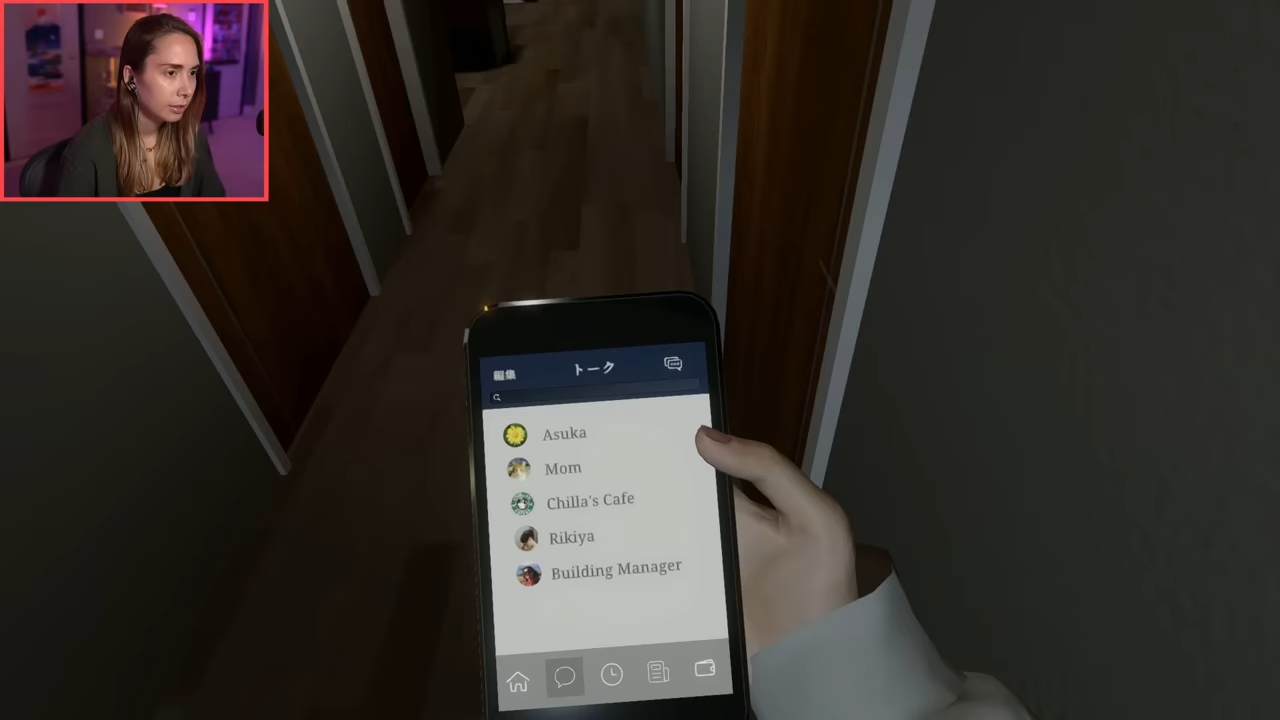 編集
トーク
Asuka
Mom
Chilla's Cafe
Rikiya
Building Manager